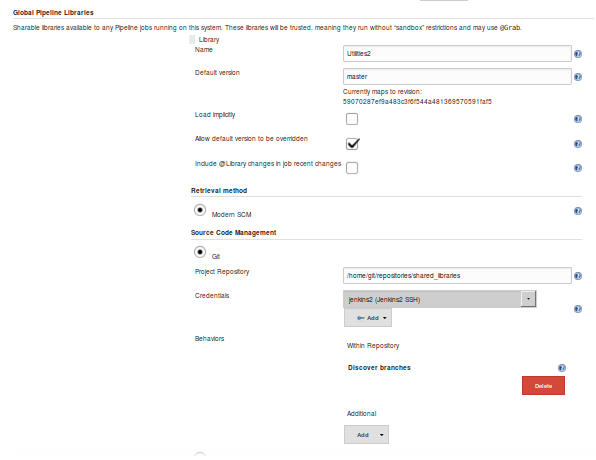 Global Pipeline Libraries
Sharable libraries available to any Pipeline jobs running on this system. These libraries will be trusted, meaning they run without "sandbox" restrictions and may use @Grab.
Library
Name
Utilities2
Default version
master
Currently maps to revision:
59070287ef9a483c3f6f544a481369570591faf5
Load implicitly
Allow default version to be overridden
Include @Library changes in job recent changes
Retrieval method
Modern SCM
Source Code Management
Git
Project Repository
/home/git/repositories/shared_libraries
Credentials
jenkins2 (Jenkins2 SSH)
Add
Behaviors
Within Repository
Discover branches
Delete
Additional
Add